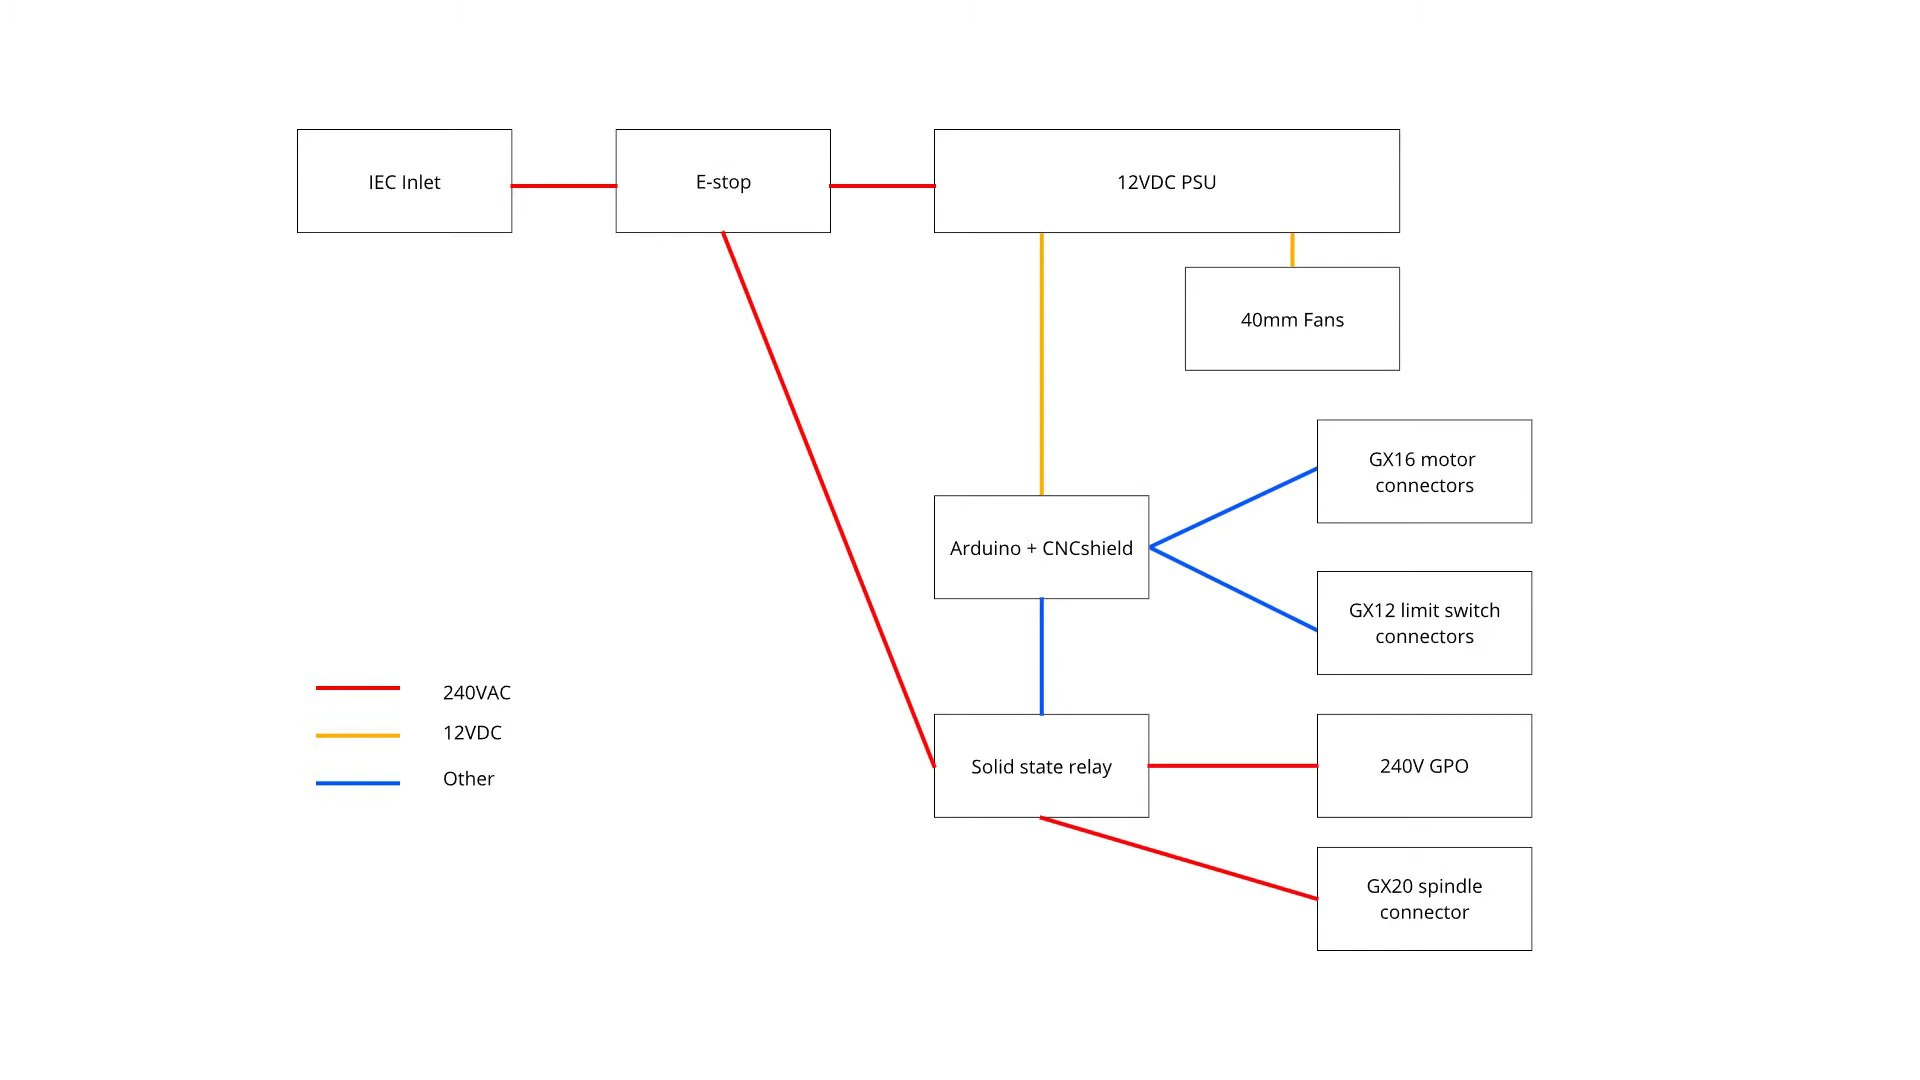 IEC Inlet
E-stop
12VDC PSU
40mm Fans
GX16 motor
connectors
Arduino + CNCshield
GX12 limit switch
connectors
240VAC
12VDC
Other
Solid state relay
240V GPO
GX20 spindle
connector